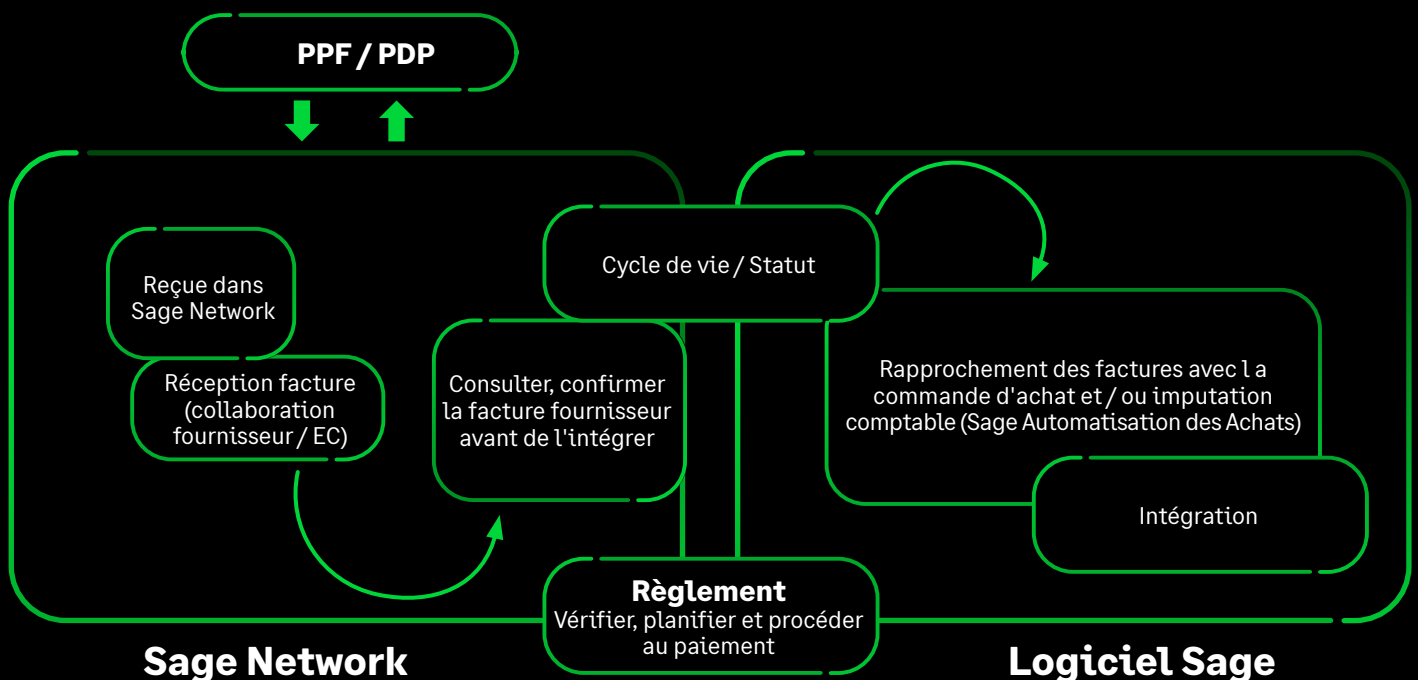 PPF / PDP
Cycle de vie / Statut
Reçue dans
Sage Network
Réception facture
(collaboration
fournisseur / EC)
Consulter, confirmer
la facture fournisseur
avant de l'intégrer
Rapprochement des factures avec l a
commande d'achat et / ou imputation
comptable (Sage Automatisation des Achats)
Intégration
Règlement
Vérifier, planifier et procéder
au paiement
Sage Network
Logiciel Sage